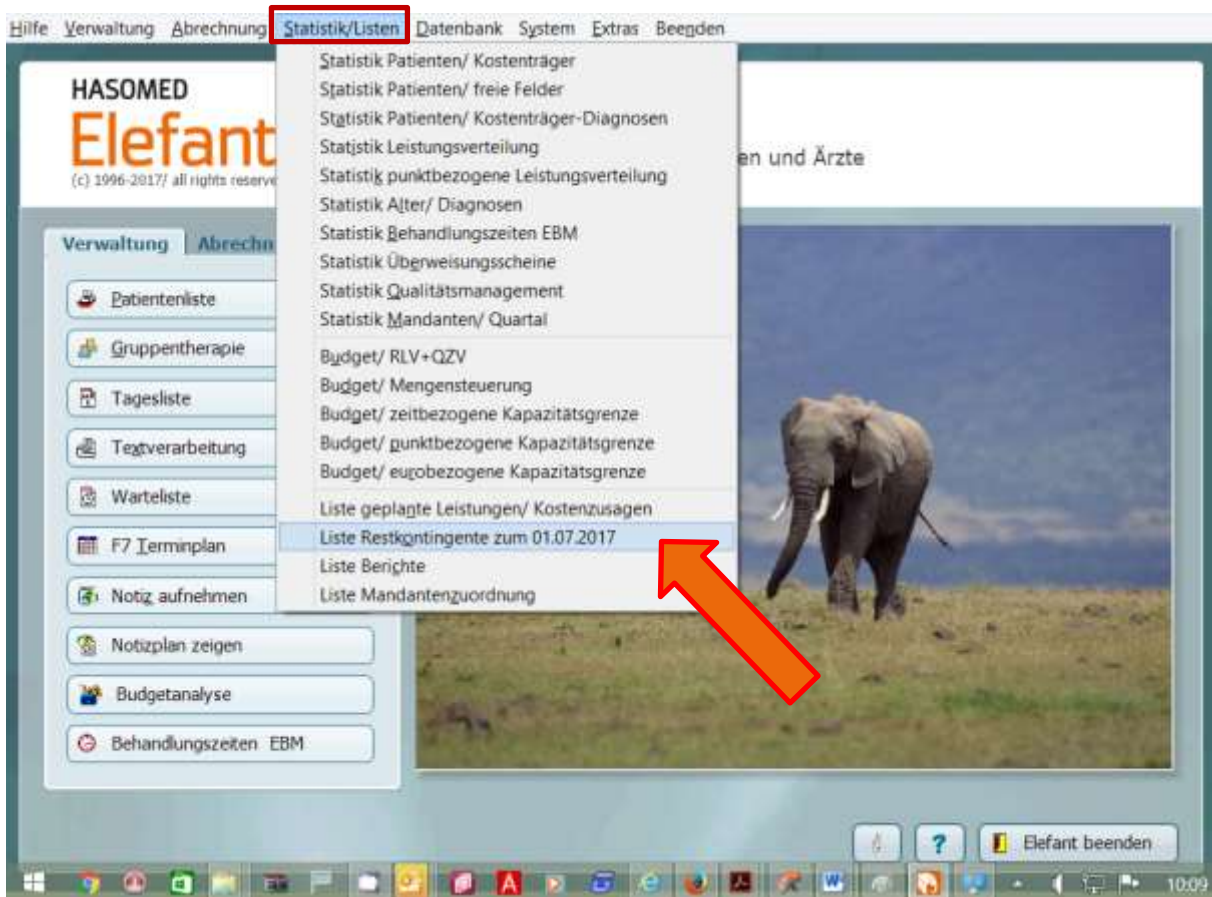 Hilfe Verwaltung Abrechnung Statistik/Listen Datenbank System Extras Beenden
HASOMED
Elefant
(c) 1996-2017/ all rights reserve
en und Ärzte
Statistik Patienten/ Kostenträger
Statistik Patienten/ freie Felder
Statistik Patienten/ Kostenträger-Diagnosen
Statistik Leistungsverteilung
Statistik punktbezogene Leistungsverteilung
Statistik Alter/ Diagnosen
Statistik Behandlungszeiten EBM
Statistik Überweisungsscheine
Statistik Qualitätsmanagement
Statistik Mandanten/ Quartal
Budget/ RLV+QZV
Budget/ Mengensteuerung
Budget/ zeitbezogene Kapazitätsgrenze
Budget/ punktbezogene Kapazitätsgrenze
Budget/ eurobezogene Kapazitätsgrenze
Liste geplante Leistungen/ Kostenzusagen
Liste Restkontingente zum 01.07.2017
Liste Berichte
Liste Mandantenzuordnung
Verwaltung Abrechn
Patientenliste
Gruppentherapie
Tagesliste
Textverarbeitung
Warteliste
F7 Terminplan
Notiz aufnehmen
Notizplan zeigen
Budgetanalyse
Behandlungszeiten EBM
? Elefant beenden
10:09